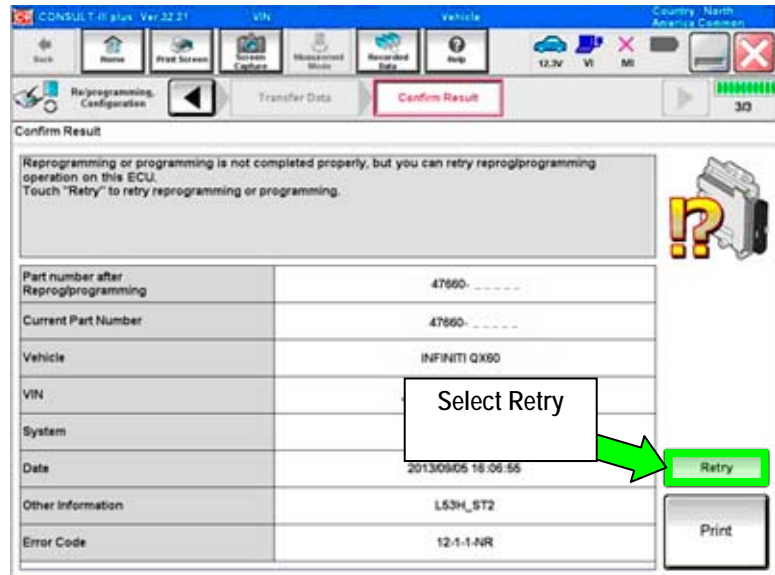 CONSULT-III plus Ver.32.21 VIN Vehicle Country : North America Common
Back Home Print Screen Screen Capture Measurement Mode Recorded Data Help 12.3V VI MI
Re/programming, Configuration Transfer Data Confirm Result 3/3
Confirm Result
Reprogramming or programming is not completed properly, but you can retry reprog/programming
operation on this ECU.
Touch "Retry" to retry reprogramming or programming.
!?
Part number after
Reprog/programming
47660- _ _ _ _ _
Current Part Number 47660- _ _ _ _ _
Vehicle INFINITI QX60
VIN
Select Retry
System
Date 2013/09/05 16:06:55
Retry
Other Information L53H_ST2
Print
Error Code 12-1-1-NR